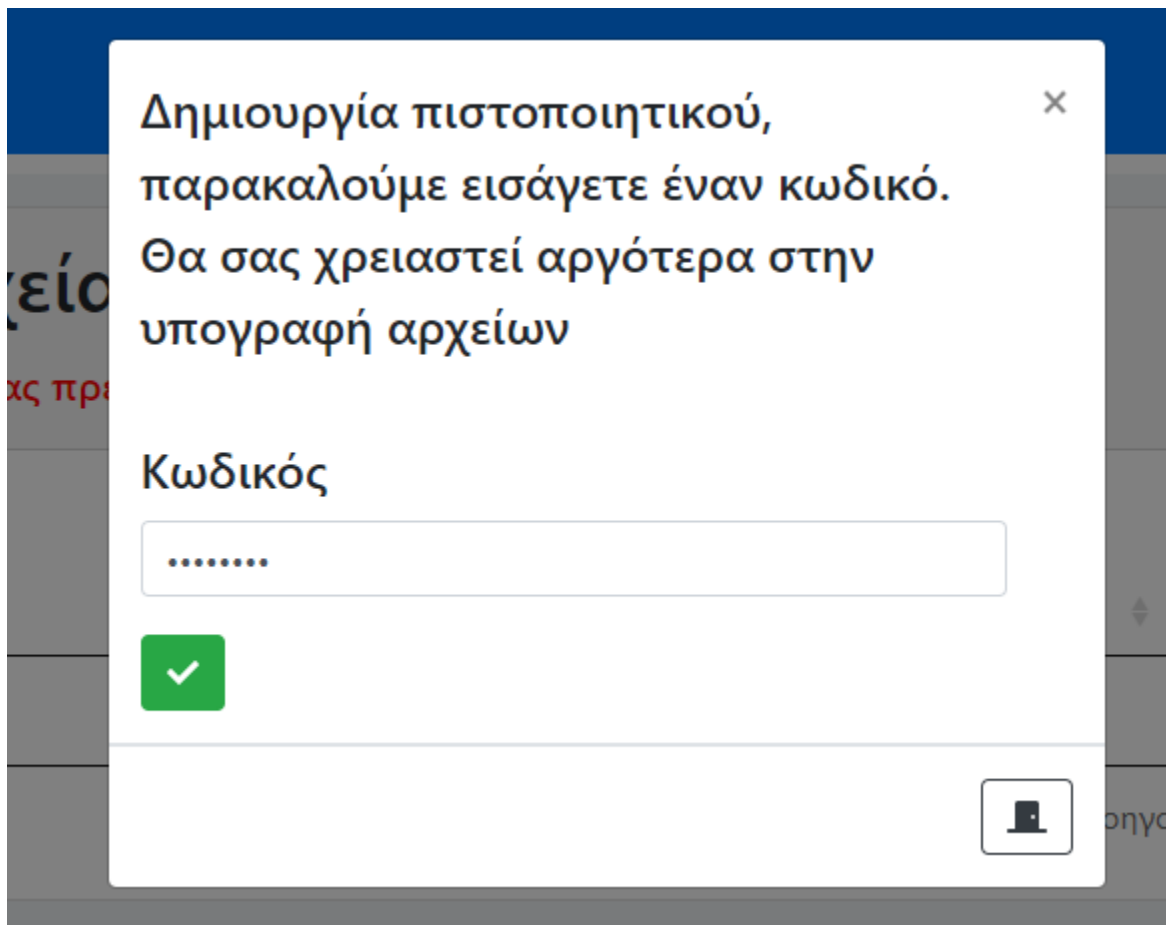 Δημιουργία πιστοποιητικού,
παρακαλούμε εισάγετε έναν κωδικό.
Θα σας χρειαστεί αργότερα στην
υπογραφή αρχείων
Κωδικός
••••••••